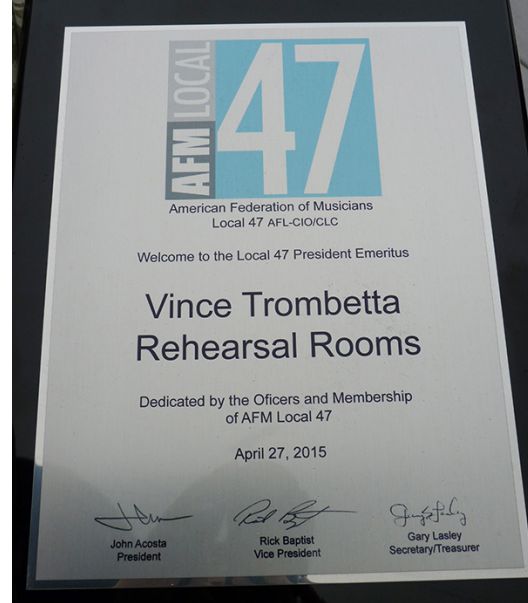 AFM LOCAL
47
American Federation of Musicians
Local 47 AFL-CIO/CLC
Welcome to the Local 47 President Emeritus
Vince Trombetta
Rehearsal Rooms
Dedicated by the Oficers and Membership
of AFM Local 47
April 27, 2015
John Acosta
President
Rick Baptist
Vice President
Gary Lasley
Secretary/Treasurer